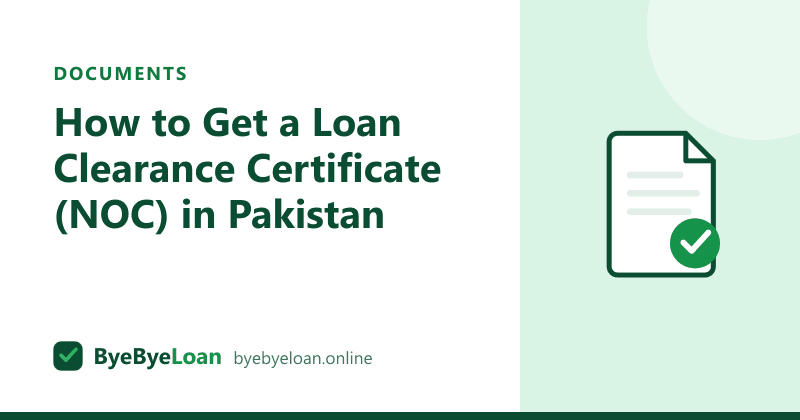 DOCUMENTS
How to Get a Loan
Clearance Certificate
(NOC) in Pakistan
ByeByeLoan byebyeloan.online